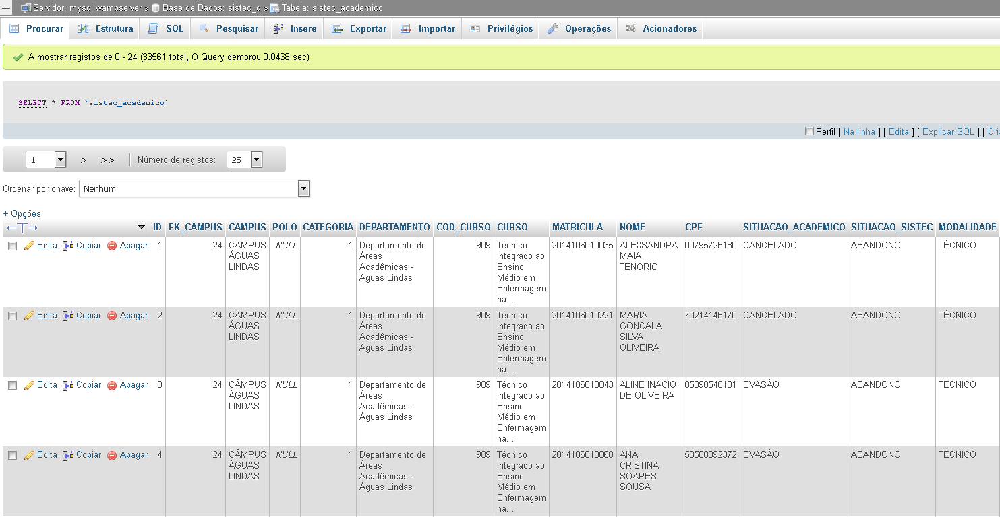 ← Servidor: mysql wampserver » Base de Dados: sistec_q » Tabela: sistec_academico
Procurar Estrutura SQL Pesquisar Insere Exportar Importar Privilégios Operações Acionadores
A mostrar registos de 0 - 24 (33561 total, O Query demorou 0.0468 sec)
SELECT * FROM `sistec_academico`
Perfil [ Na linha ] [ Edita ] [ Explicar SQL ] [ Cri
1 > >> | Número de registos: 25
Ordenar por chave: Nenhum
+ Opções
←T→ ID FK_CAMPUS CAMPUS POLO CATEGORIA DEPARTAMENTO COD_CURSO CURSO MATRICULA NOME CPF SITUACAO_ACADEMICO SITUACAO_SISTEC MODALIDADE
Edita Copiar Apagar 1 24 CÂMPUS NULL 1 Departamento de 909 Técnico 2014106010035 ALEXSANDRA 00795726180 CANCELADO ABANDONO TÉCNICO
ÁGUAS Áreas Integrado ao MAIA
LINDAS Acadêmicas - Ensino TENORIO
Águas Lindas Médio em
Enfermagem
na...
Edita Copiar Apagar 2 24 CÂMPUS NULL 1 Departamento de 909 Técnico 2014106010221 MARIA 70214146170 CANCELADO ABANDONO TÉCNICO
ÁGUAS Áreas Integrado ao GONCALA
LINDAS Acadêmicas - Ensino SILVA
Águas Lindas Médio em OLIVEIRA
Enfermagem
na...
Edita Copiar Apagar 3 24 CÂMPUS NULL 1 Departamento de 909 Técnico 2014106010043 ALINE INACIO 05398540181 EVASÃO ABANDONO TÉCNICO
ÁGUAS Áreas Integrado ao DE OLIVEIRA
LINDAS Acadêmicas - Ensino
Águas Lindas Médio em
Enfermagem
na...
Edita Copiar Apagar 4 24 CÂMPUS NULL 1 Departamento de 909 Técnico 2014106010060 ANA 53508092372 EVASÃO ABANDONO TÉCNICO
ÁGUAS Áreas Integrado ao CRISTINA
LINDAS Acadêmicas - Ensino SOARES
Águas Lindas Médio em SOUSA
Enfermagem
na...